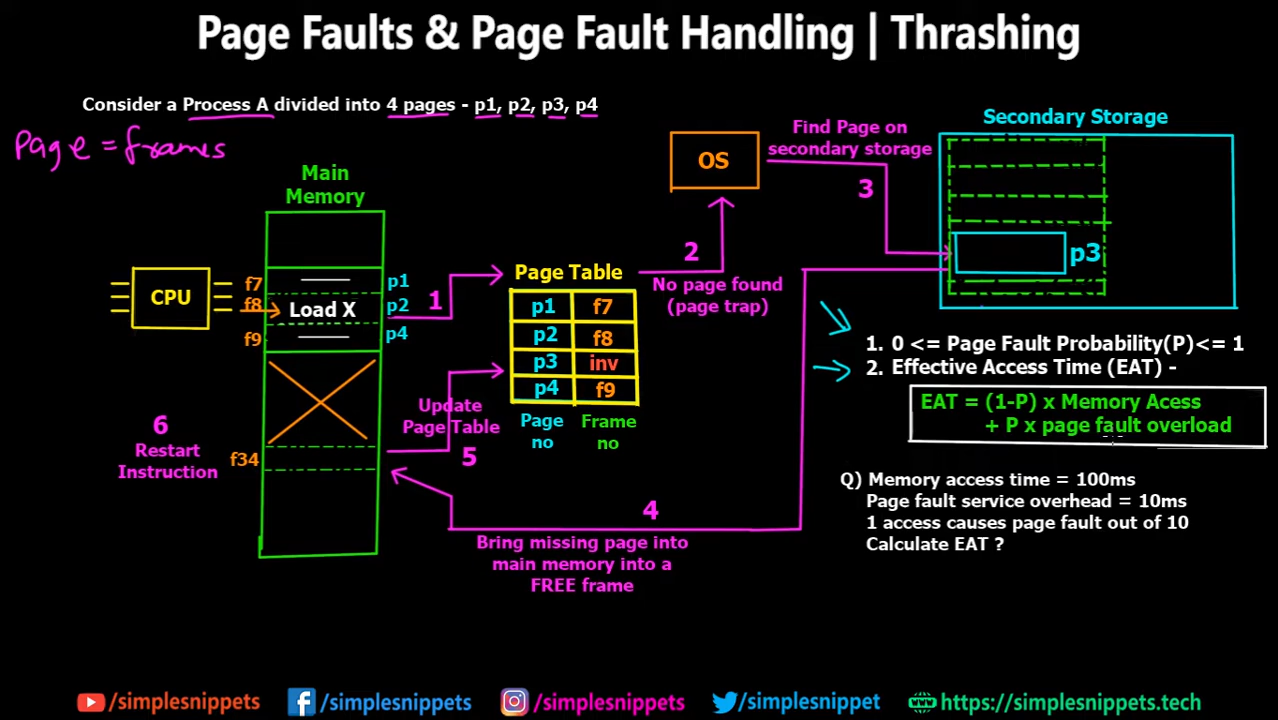 Page Faults & Page Fault Handling | Thrashing
Consider a Process A divided into 4 pages - p1, p2, p3, p4
Page = frames
Main
Memory
CPU
f7
f8
f9
f34
Load X
p1
p2
p4
1
Page Table
p1 f7
p2 f8
p3 inv
p4 f9
Page
no
Frame
no
OS
2
No page found
(page trap)
Find Page on
secondary storage
3
Secondary Storage
p3
4
Bring missing page into
main memory into a
FREE frame
Update
Page Table
5
6
Restart
Instruction
1. 0 <= Page Fault Probability(P)<= 1
2. Effective Access Time (EAT) -
EAT = (1-P) x Memory Acess
+ P x page fault overload
Q) Memory access time = 100ms
Page fault service overhead = 10ms
1 access causes page fault out of 10
Calculate EAT ?
/simplesnippets
/simplesnippets
/simplesnippets
/simplesnippets
https://simplesnippets.tech